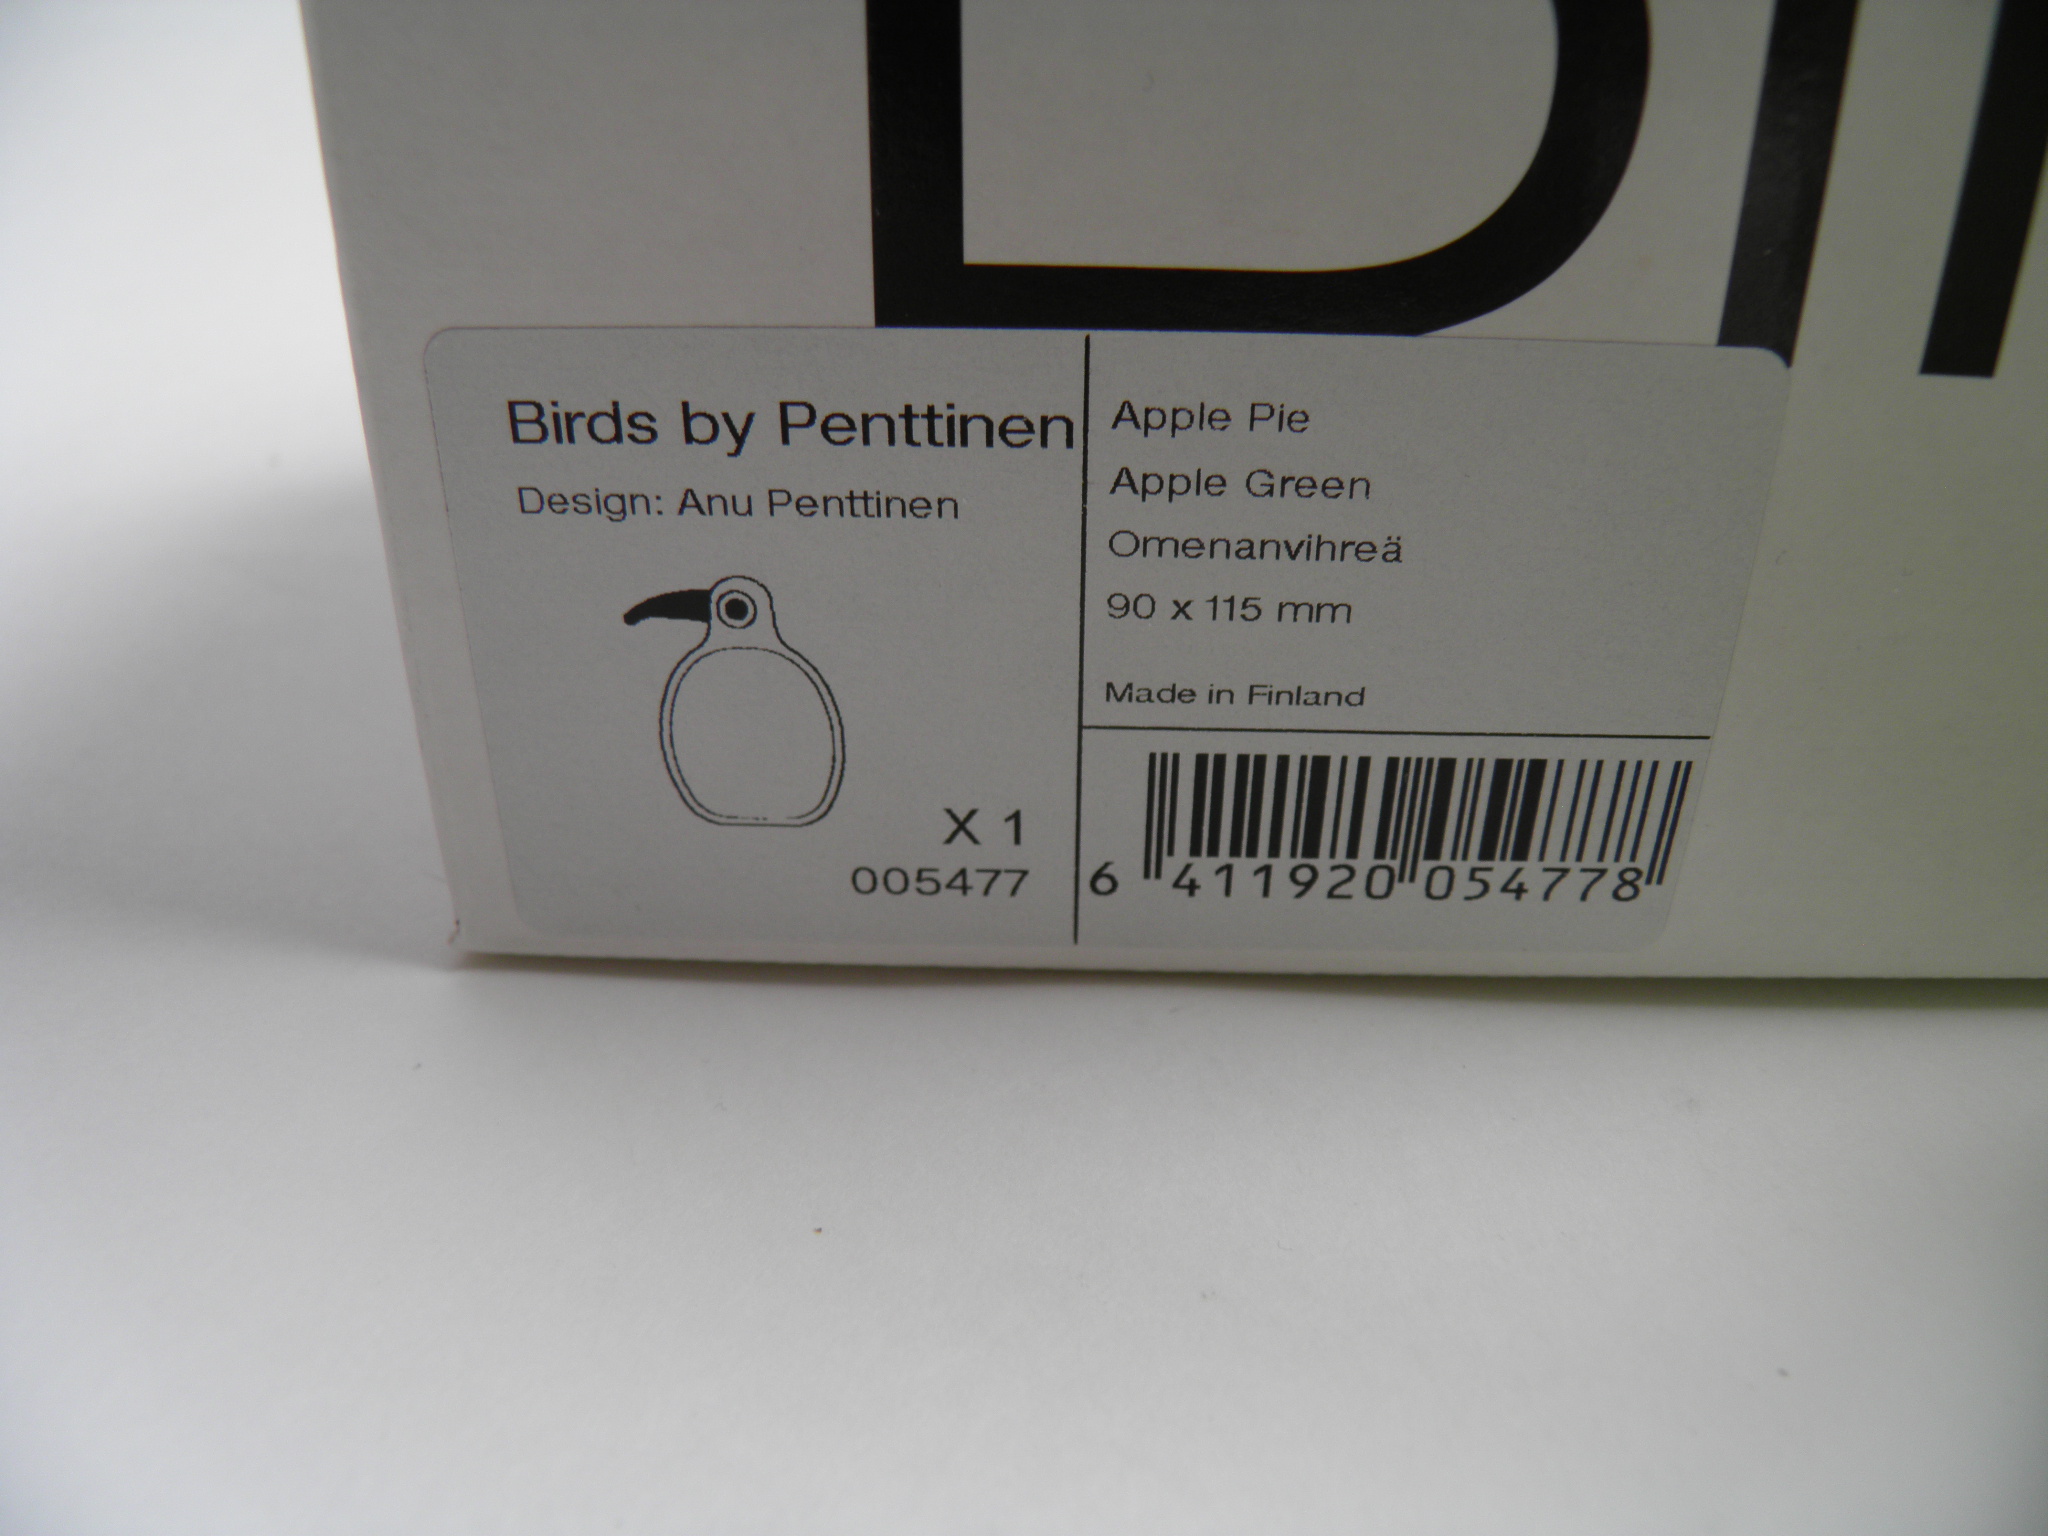 Birds by Penttinen
Design: Anu Penttinen
X 1
005477
Apple Pie
Apple Green
Omenanvihreä
90 x 115 mm
Made in Finland
6 411920 054778